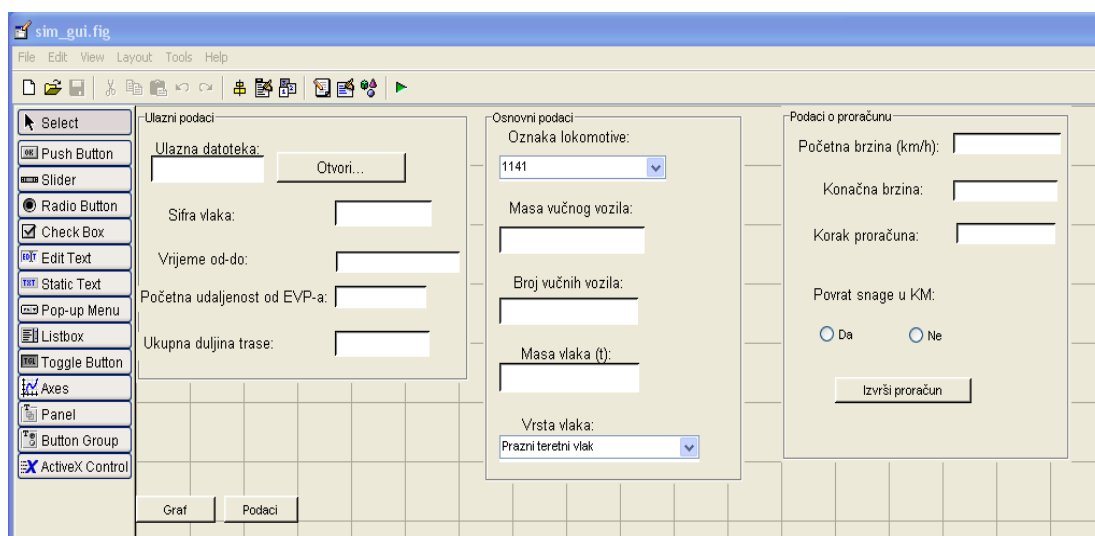 sim_gui.fig
File Edit View Layout Tools Help
Select
Push Button
Slider
Radio Button
Check Box
Edit Text
Static Text
Pop-up Menu
Listbox
Toggle Button
Axes
Panel
Button Group
ActiveX Control
Ulazni podaci
Ulazna datoteka:
Otvori...
Sifra vlaka:
Vrijeme od-do:
Početna udaljenost od EVP-a:
Ukupna duljina trase:
Graf
Podaci
Osnovni podaci
Oznaka lokomotive:
1141
Masa vučnog vozila:
Broj vučnih vozila:
Masa vlaka (t):
Vrsta vlaka:
Prazni teretni vlak
Podaci o proračunu
Početna brzina (km/h):
Konačna brzina:
Korak proračuna:
Povrat snage u KM:
Da
Ne
Izvrši proračun